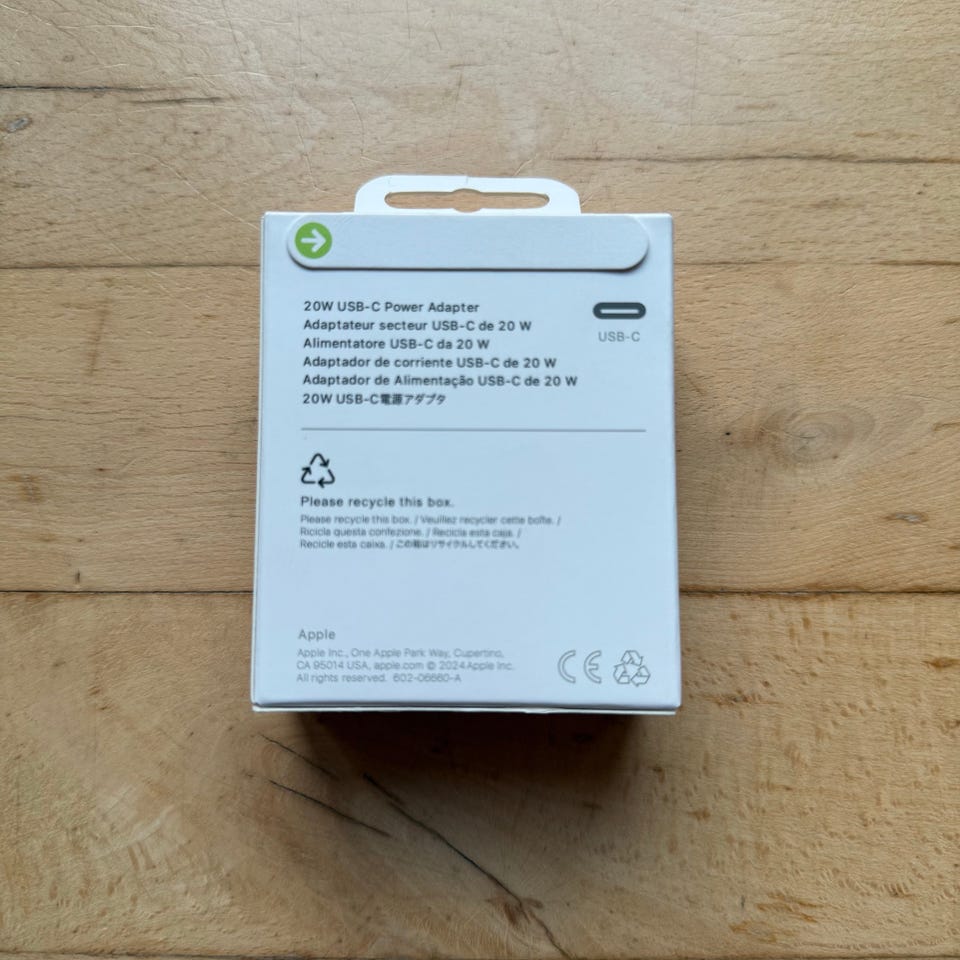 20W USB-C Power Adapter
Adaptateur secteur USB-C de 20 W
USB-C
Alimentatore USB-C da 20 W
Adaptador de corriente USB-C de 20 W
Adaptador de Alimentação USB-C de 20 W
20W USB-C電源アダプタ
Please recycle this box.
Please recycle this box. / Veuillez recycler cette boîte. /
Ricicla questa confezione. / Recicla esta caja. /
Recicle esta caixa. / この箱はリサイクルしてください。
Apple
Apple Inc., One Apple Park Way, Cupertino,
CA 95014 USA, apple.com © 2024 Apple Inc.
All rights reserved. 602-06660-A
CE